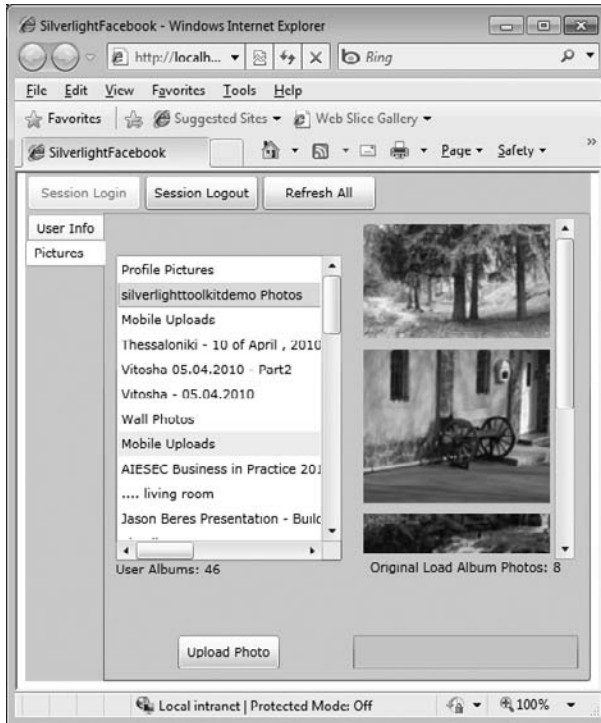 SilverlightFacebook - Windows Internet Explorer
http://localh...
Bing
File Edit View Favorites Tools Help
Favorites Suggested Sites Web Slice Gallery
SilverlightFacebook Page Safety »
Session Login Session Logout Refresh All
User Info
Pictures
Profile Pictures
silverlighttoolkitdemo Photos
Mobile Uploads
Thessaloniki - 10 of April , 2010
Vitosha 05.04.2010 - Part2
Vitosha - 05.04.2010
Wall Photos
Mobile Uploads
AIESEC Business in Practice 201
.... living room
Jason Beres Presentation - Build
User Albums: 46
Original Load Album Photos: 8
Upload Photo
Local intranet | Protected Mode: Off
100%